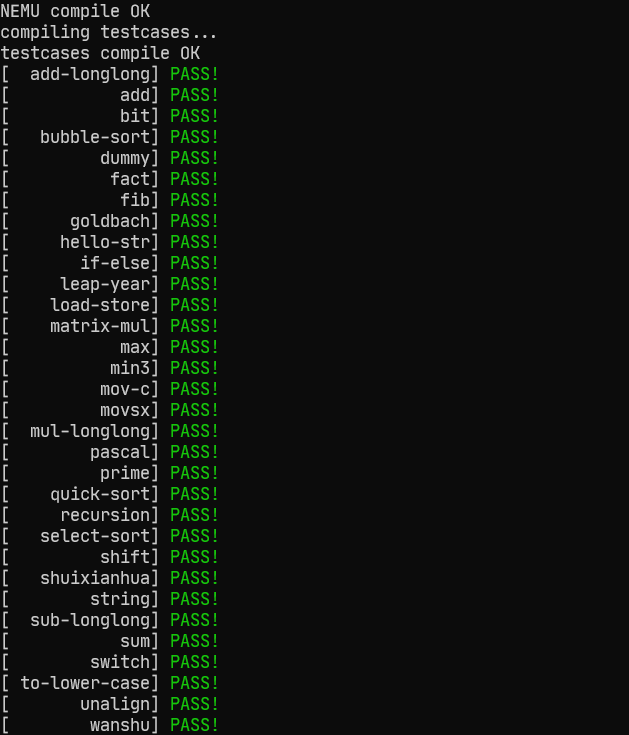 NEMU compile OK
compiling testcases...
testcases compile OK
[  add-longlong] PASS!
[           add] PASS!
[           bit] PASS!
[   bubble-sort] PASS!
[         dummy] PASS!
[          fact] PASS!
[           fib] PASS!
[      goldbach] PASS!
[     hello-str] PASS!
[       if-else] PASS!
[     leap-year] PASS!
[    load-store] PASS!
[    matrix-mul] PASS!
[           max] PASS!
[          min3] PASS!
[         mov-c] PASS!
[         movsx] PASS!
[  mul-longlong] PASS!
[        pascal] PASS!
[         prime] PASS!
[    quick-sort] PASS!
[     recursion] PASS!
[   select-sort] PASS!
[         shift] PASS!
[   shuixianhua] PASS!
[        string] PASS!
[  sub-longlong] PASS!
[           sum] PASS!
[        switch] PASS!
[ to-lower-case] PASS!
[       unalign] PASS!
[        wanshu] PASS!